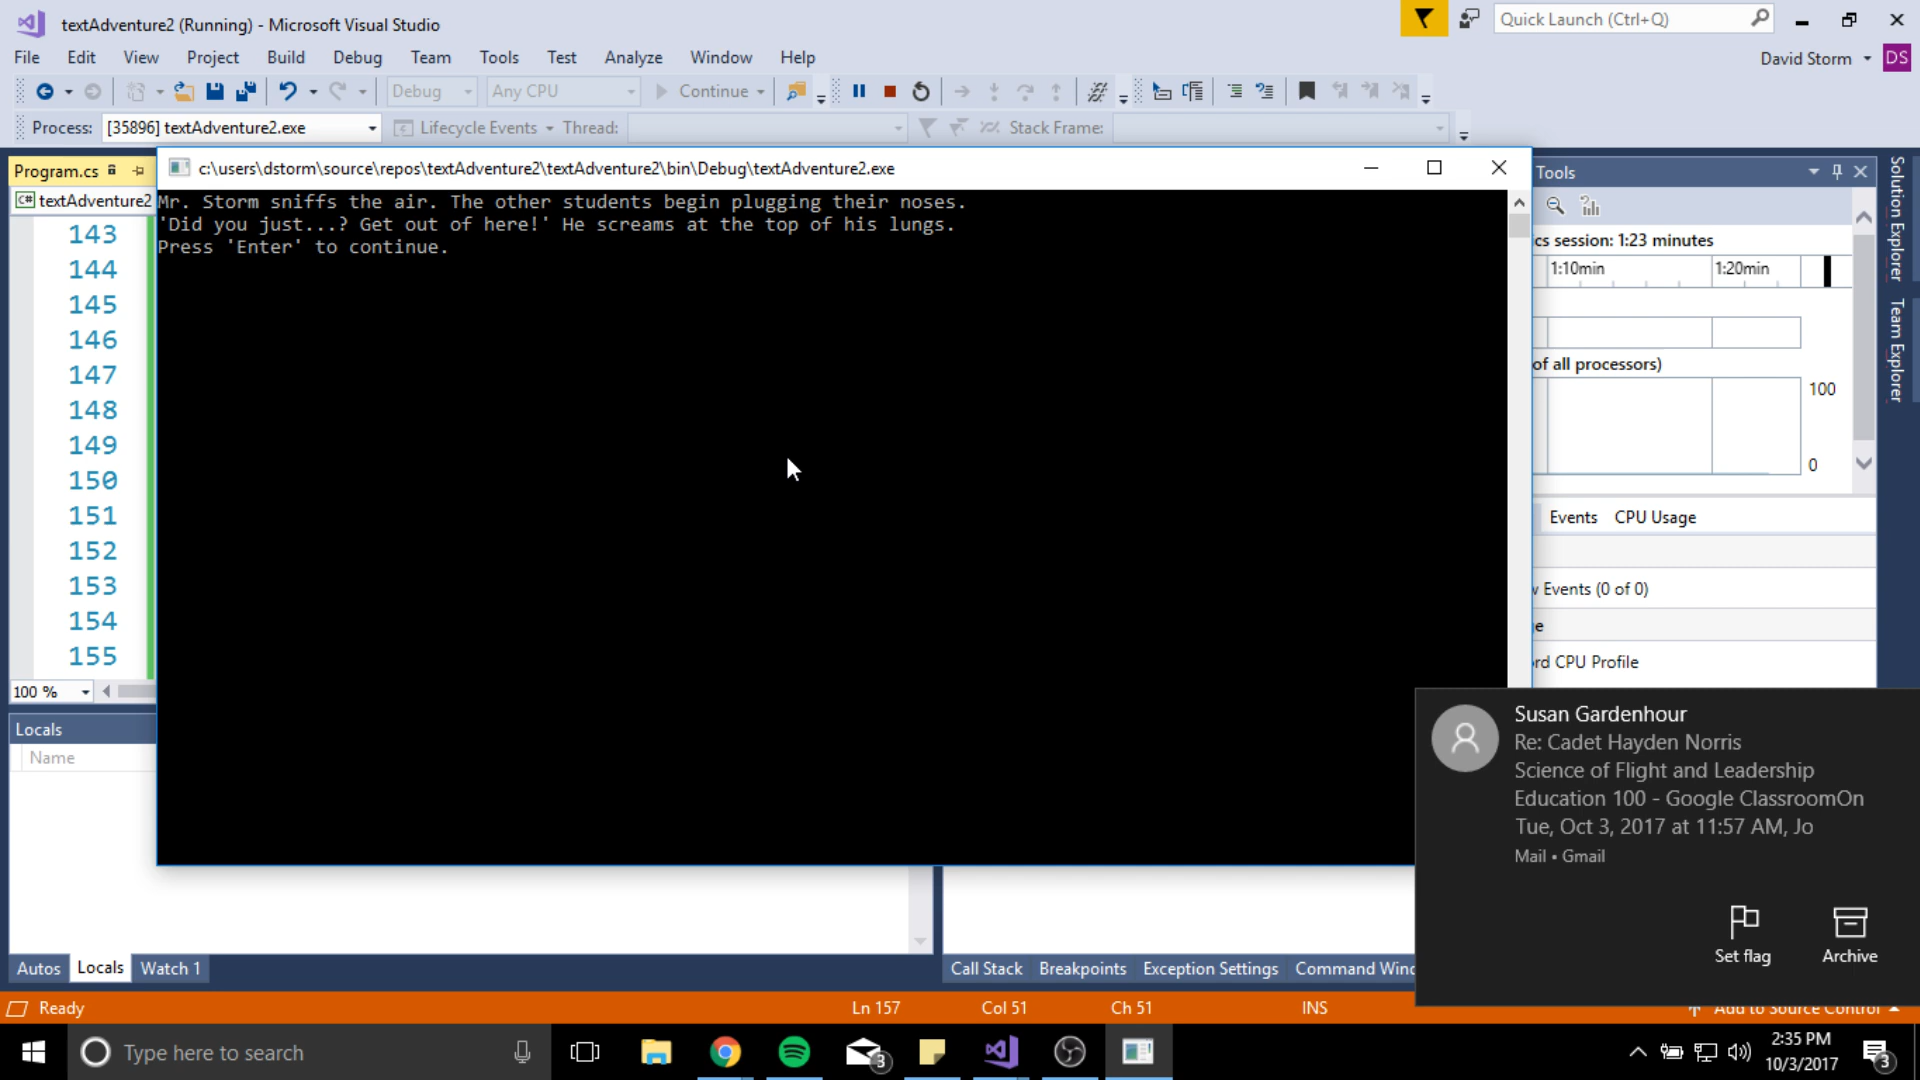 textAdventure2 (Running) - Microsoft Visual Studio
Quick Launch (Ctrl+Q)
File Edit View Project Build Debug Team Tools Test Analyze Window Help
David Storm DS
Debug Any CPU Continue
Process: [35896] textAdventure2.exe Lifecycle Events Thread: Stack Frame:
Program.cs
c:\users\dstorm\source\repos\textAdventure2\textAdventure2\bin\Debug\textAdventure2.exe
Tools
Solution Explorer
Team Explorer
C# textAdventure2
Mr. Storm sniffs the air. The other students begin plugging their noses.
'Did you just...? Get out of here!' He screams at the top of his lungs.
Press 'Enter' to continue.
143
144
145
146
147
148
149
150
151
152
153
154
155
cs session: 1:23 minutes
1:10min 1:20min
of all processors)
100
0
Events CPU Usage
Events (0 of 0)
rd CPU Profile
100 %
Locals
Name
Susan Gardenhour
Re: Cadet Hayden Norris
Science of Flight and Leadership
Education 100 - Google ClassroomOn
Tue, Oct 3, 2017 at 11:57 AM, Jo
Mail • Gmail
Set flag Archive
Autos Locals Watch 1
Call Stack Breakpoints Exception Settings Command Winc
Ready Ln 157 Col 51 Ch 51 INS Add to Source Control
Type here to search
3
2:35 PM
10/3/2017
3